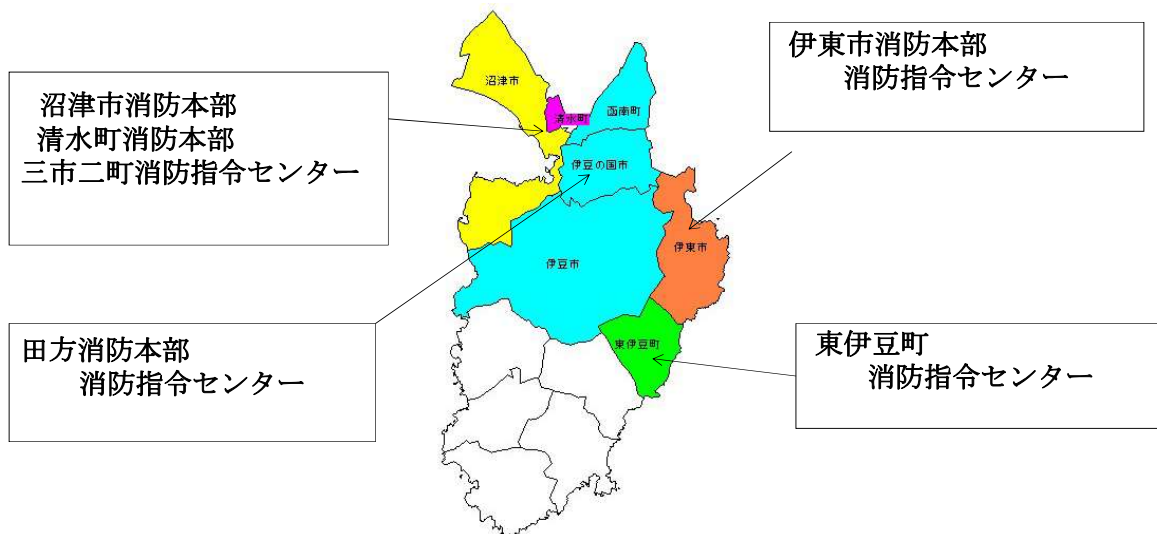 沼津市消防本部
清水町消防本部
三市二町消防指令センター
伊東市消防本部
消防指令センター
田方消防本部
消防指令センター
東伊豆町
消防指令センター
沼津市
清水町
函南町
伊豆の国市
伊豆市
伊東市
東伊豆町